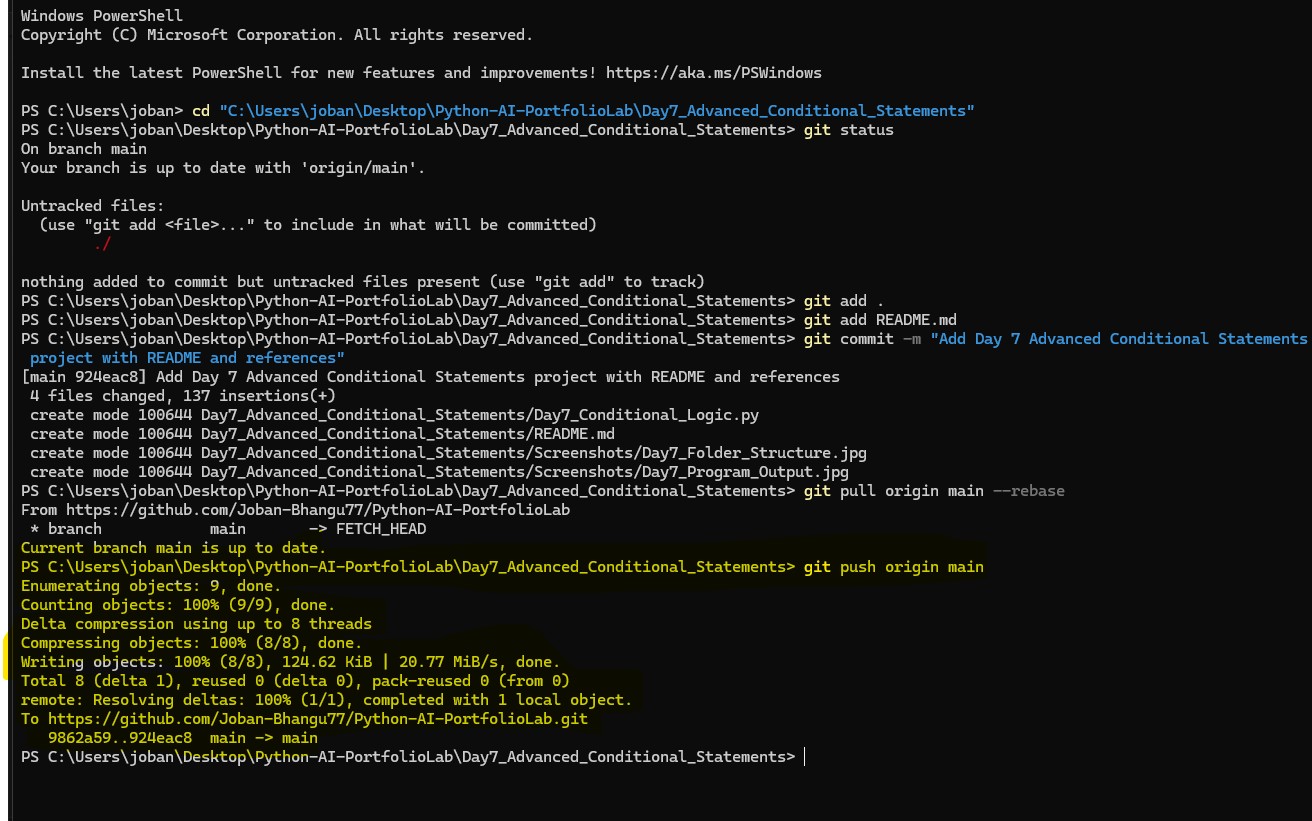 Windows PowerShell
Copyright (C) Microsoft Corporation. All rights reserved.
Install the latest PowerShell for new features and improvements! https://aka.ms/PSWindows
PS C:\Users\joban> cd "C:\Users\joban\Desktop\Python-AI-PortfolioLab\Day7_Advanced_Conditional_Statements"
PS C:\Users\joban\Desktop\Python-AI-PortfolioLab\Day7_Advanced_Conditional_Statements> git status
On branch main
Your branch is up to date with 'origin/main'.
Untracked files:
  (use "git add <file>..." to include in what will be committed)
        ./
nothing added to commit but untracked files present (use "git add" to track)
PS C:\Users\joban\Desktop\Python-AI-PortfolioLab\Day7_Advanced_Conditional_Statements> git add .
PS C:\Users\joban\Desktop\Python-AI-PortfolioLab\Day7_Advanced_Conditional_Statements> git add README.md
PS C:\Users\joban\Desktop\Python-AI-PortfolioLab\Day7_Advanced_Conditional_Statements> git commit -m "Add Day 7 Advanced Conditional Statements
 project with README and references"
[main 924eac8] Add Day 7 Advanced Conditional Statements project with README and references
 4 files changed, 137 insertions(+)
 create mode 100644 Day7_Advanced_Conditional_Statements/Day7_Conditional_Logic.py
 create mode 100644 Day7_Advanced_Conditional_Statements/README.md
 create mode 100644 Day7_Advanced_Conditional_Statements/Screenshots/Day7_Folder_Structure.jpg
 create mode 100644 Day7_Advanced_Conditional_Statements/Screenshots/Day7_Program_Output.jpg
PS C:\Users\joban\Desktop\Python-AI-PortfolioLab\Day7_Advanced_Conditional_Statements> git pull origin main --rebase
From https://github.com/Joban-Bhangu77/Python-AI-PortfolioLab
 * branch            main       -> FETCH_HEAD
Current branch main is up to date.
PS C:\Users\joban\Desktop\Python-AI-PortfolioLab\Day7_Advanced_Conditional_Statements> git push origin main
Enumerating objects: 9, done.
Counting objects: 100% (9/9), done.
Delta compression using up to 8 threads
Compressing objects: 100% (8/8), done.
Writing objects: 100% (8/8), 124.62 KiB | 20.77 MiB/s, done.
Total 8 (delta 1), reused 0 (delta 0), pack-reused 0 (from 0)
remote: Resolving deltas: 100% (1/1), completed with 1 local object.
To https://github.com/Joban-Bhangu77/Python-AI-PortfolioLab.git
   9862a59..924eac8  main -> main
PS C:\Users\joban\Desktop\Python-AI-PortfolioLab\Day7_Advanced_Conditional_Statements>